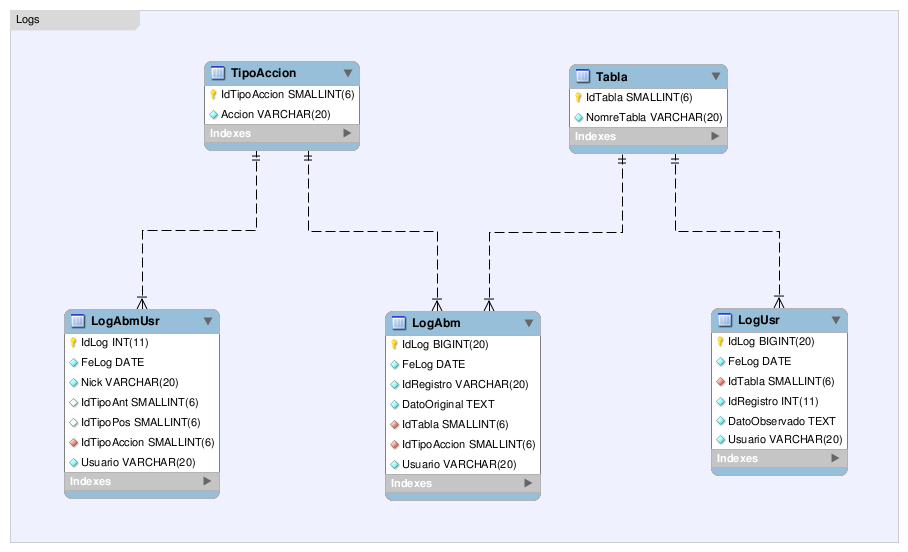 Logs
TipoAccion
IdTipoAccion SMALLINT(6)
Accion VARCHAR(20)
Indexes
Tabla
IdTabla SMALLINT(6)
NomreTabla VARCHAR(20)
Indexes
LogAbmUsr
IdLog INT(11)
FeLog DATE
Nick VARCHAR(20)
IdTipoAnt SMALLINT(6)
IdTipoPos SMALLINT(6)
IdTipoAccion SMALLINT(6)
Usuario VARCHAR(20)
Indexes
LogAbm
IdLog BIGINT(20)
FeLog DATE
IdRegistro VARCHAR(20)
DatoOriginal TEXT
IdTabla SMALLINT(6)
IdTipoAccion SMALLINT(6)
Usuario VARCHAR(20)
Indexes
LogUsr
IdLog BIGINT(20)
FeLog DATE
IdTabla SMALLINT(6)
IdRegistro INT(11)
DatoObservado TEXT
Usuario VARCHAR(20)
Indexes